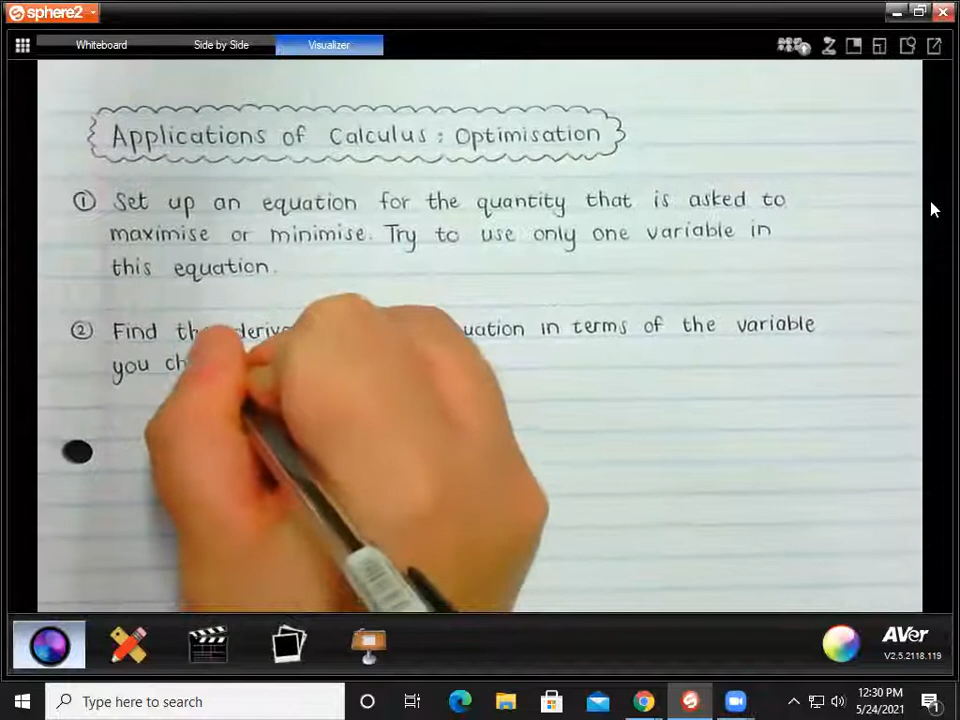 sphere2
Whiteboard
Side by Side
Visualizer
Applications of Calculus : Optimisation
① Set up an equation for the quantity that is asked to
maximise or minimise. Try to use only one variable in
this equation.
② Find in terms of the variable
you
AVer
V2.5.2118.119
Type here to search
12:30 PM
5/24/2021
1